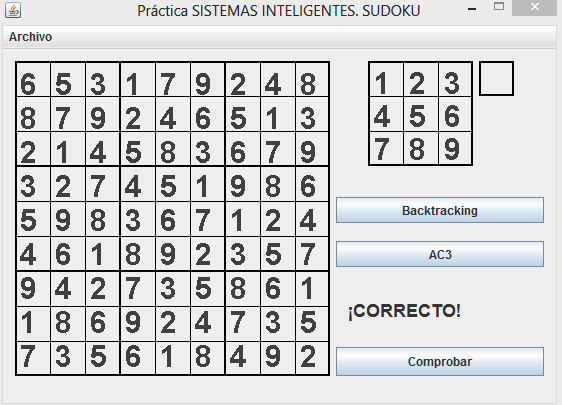 Práctica SISTEMAS INTELIGENTES. SUDOKU
Archivo
6 5 3 1 7 9 2 4 8
8 7 9 2 4 6 5 1 3
2 1 4 5 8 3 6 7 9
3 2 7 4 5 1 9 8 6
5 9 8 3 6 7 1 2 4
4 6 1 8 9 2 3 5 7
9 4 2 7 3 5 8 6 1
1 8 6 9 2 4 7 3 5
7 3 5 6 1 8 4 9 2
1 2 3
4 5 6
7 8 9
Backtracking
AC3
¡CORRECTO!
Comprobar